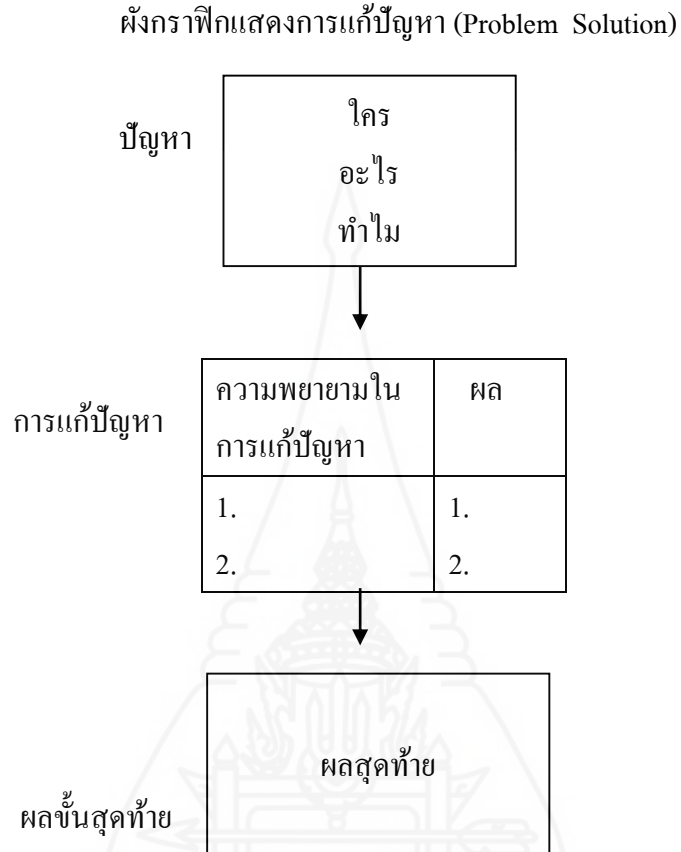 ผังกราฟิกแสดงการแก้ปัญหา (Problem Solution)
ปัญหา
ใคร
อะไร
ทำไม
การแก้ปัญหา
ความพยายามใน
การแก้ปัญหา
ผล
1.
1.
2.
2.
ผลสุดท้าย
ผลขั้นสุดท้าย